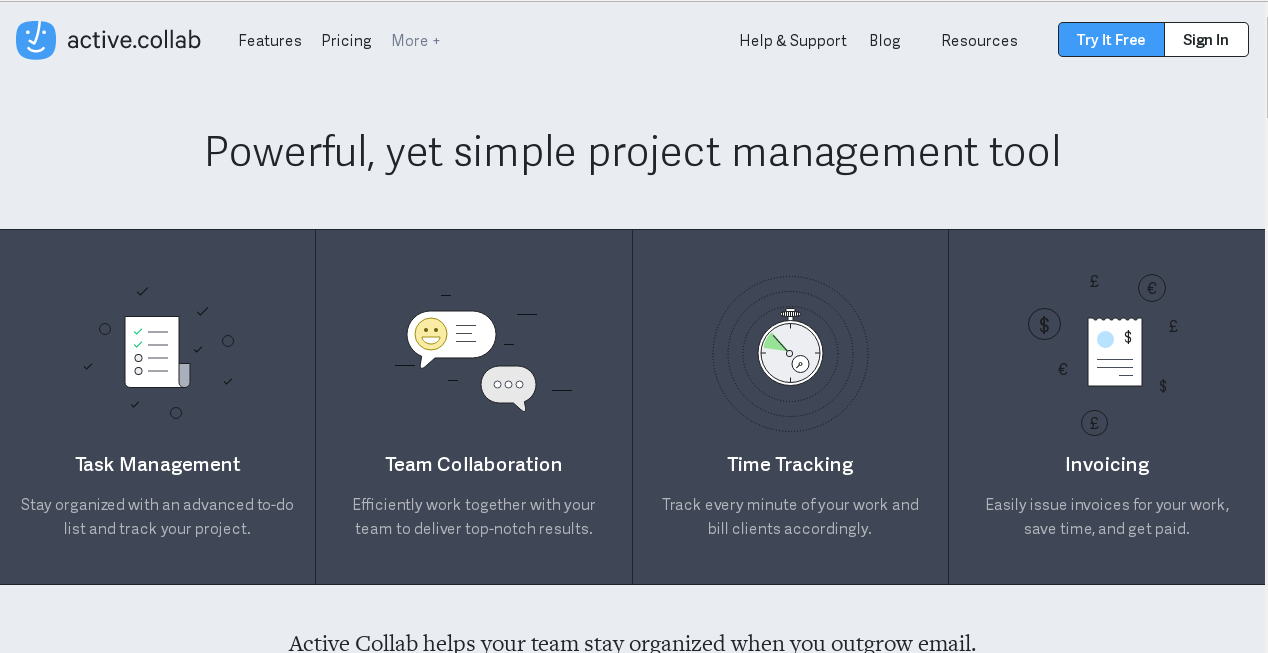 active.collab
Features
Pricing
More +
Help & Support
Blog
Resources
Try It Free
Sign In
Powerful, yet simple project management tool
£
€
$
$
£
€
$
£
Task Management
Stay organized with an advanced to-do
list and track your project.
Team Collaboration
Efficiently work together with your
team to deliver top-notch results.
Time Tracking
Track every minute of your work and
bill clients accordingly.
Invoicing
Easily issue invoices for your work,
save time, and get paid.
Active Collab helps your team stay organized when you outgrow email.